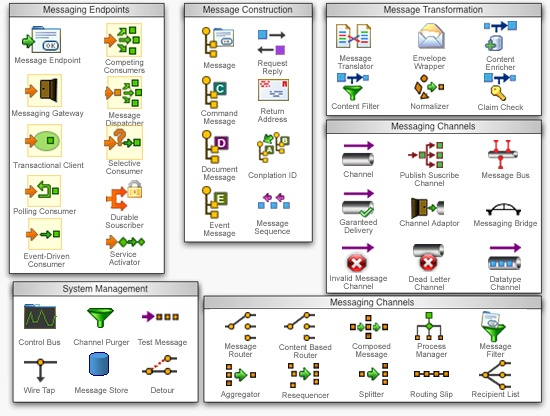 Messaging Endpoints
Message Endpoint
Competing
Consumers
Messaging Gateway
Message
Dispatcher
Transactional Client
Selective
Consumer
Polling Consumer
Durable
Souscriber
Event-Driven
Consumer
Service
Activator
Message Construction
Message
Request
Reply
Command
Message
Return
Address
Document
Message
Conplation ID
Event
Message
Message
Sequence
Message Transformation
Message
Translator
Envelope
Wrapper
Content
Enricher
Content Filter
Normalizer
Claim Check
Messaging Channels
Channel
Publish Suscribe
Channel
Message Bus
Garanteed
Delivery
Channel Adaptor
Messaging Bridge
Invalid Message
Channel
Dead Letter
Channel
Datatype
Channel
System Management
Control Bus
Channel Purger
Test Message
Wire Tap
Message Store
Detour
Messaging Channels
Message
Router
Content Based
Router
Composed
Message
Process
Manager
Message
Filter
Aggregator
Resequencer
Splitter
Routing Slip
Recipient List